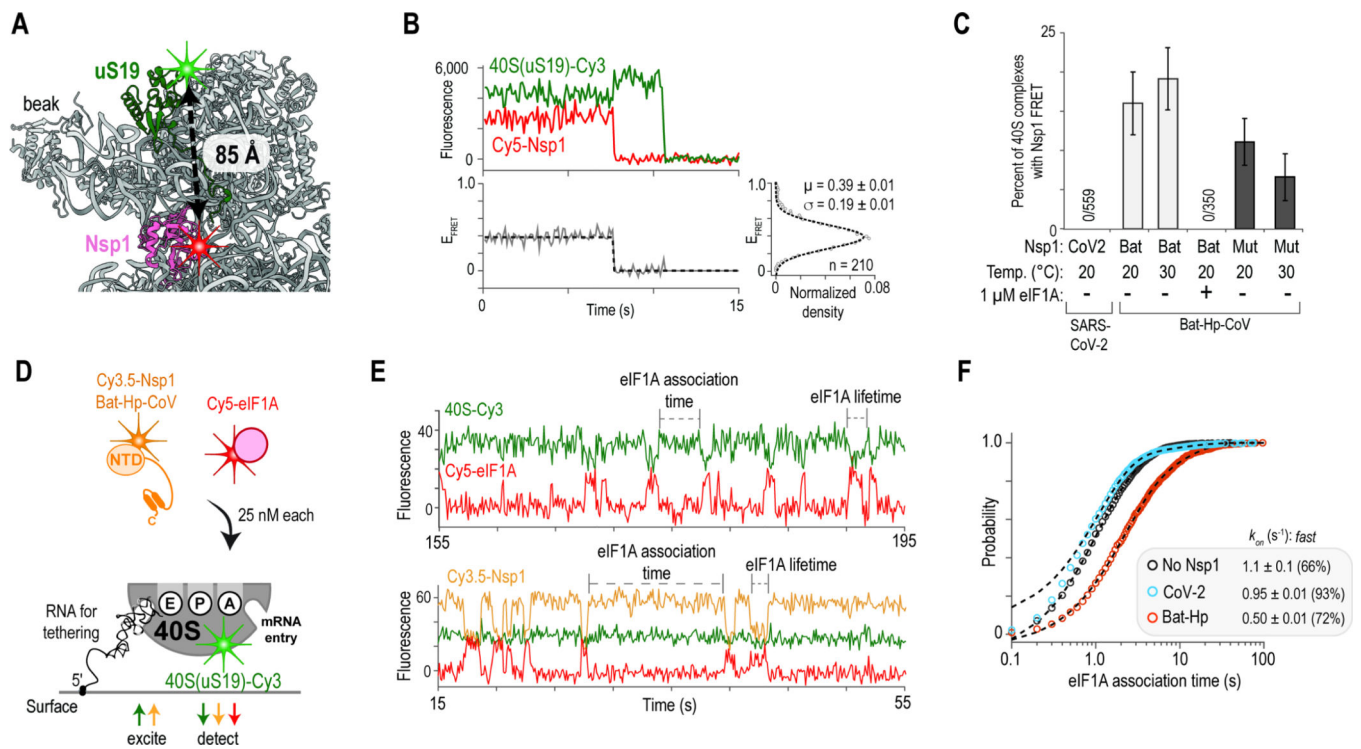 A
uS19
beak
85 Å
Nsp1
B
6,000
40S(uS19)-Cy3
Fluorescence
Cy5-Nsp1
0
1.0
E_FRET
0
0
Time (s)
15
1.0
μ = 0.39 ± 0.01
σ = 0.19 ± 0.01
E_FRET
n = 210
0
0
0.08
Normalized
density
C
25
Percent of 40S complexes
with Nsp1 FRET
0
0/559
0/350
Nsp1: CoV2 Bat Bat Bat Mut Mut
Temp. (°C): 20 20 30 20 20 30
1 µM eIF1A: - - - + - -
SARS-
CoV-2
Bat-Hp-CoV
D
Cy3.5-Nsp1
Bat-Hp-CoV
Cy5-eIF1A
NTD
C
25 nM each
RNA for
tethering
E P A
40S
mRNA
entry
5'
40S(uS19)-Cy3
Surface
excite
detect
E
eIF1A association
time
eIF1A lifetime
40S-Cy3
40
Fluorescence
Cy5-eIF1A
0
155
195
eIF1A association
time
eIF1A lifetime
Cy3.5-Nsp1
60
Fluorescence
0
15
Time (s)
55
F
1.0
Probability
0
k_on (s⁻¹): fast
No Nsp1 1.1 ± 0.1 (66%)
CoV-2 0.95 ± 0.01 (93%)
Bat-Hp 0.50 ± 0.01 (72%)
0.1 1.0 10 100
eIF1A association time (s)